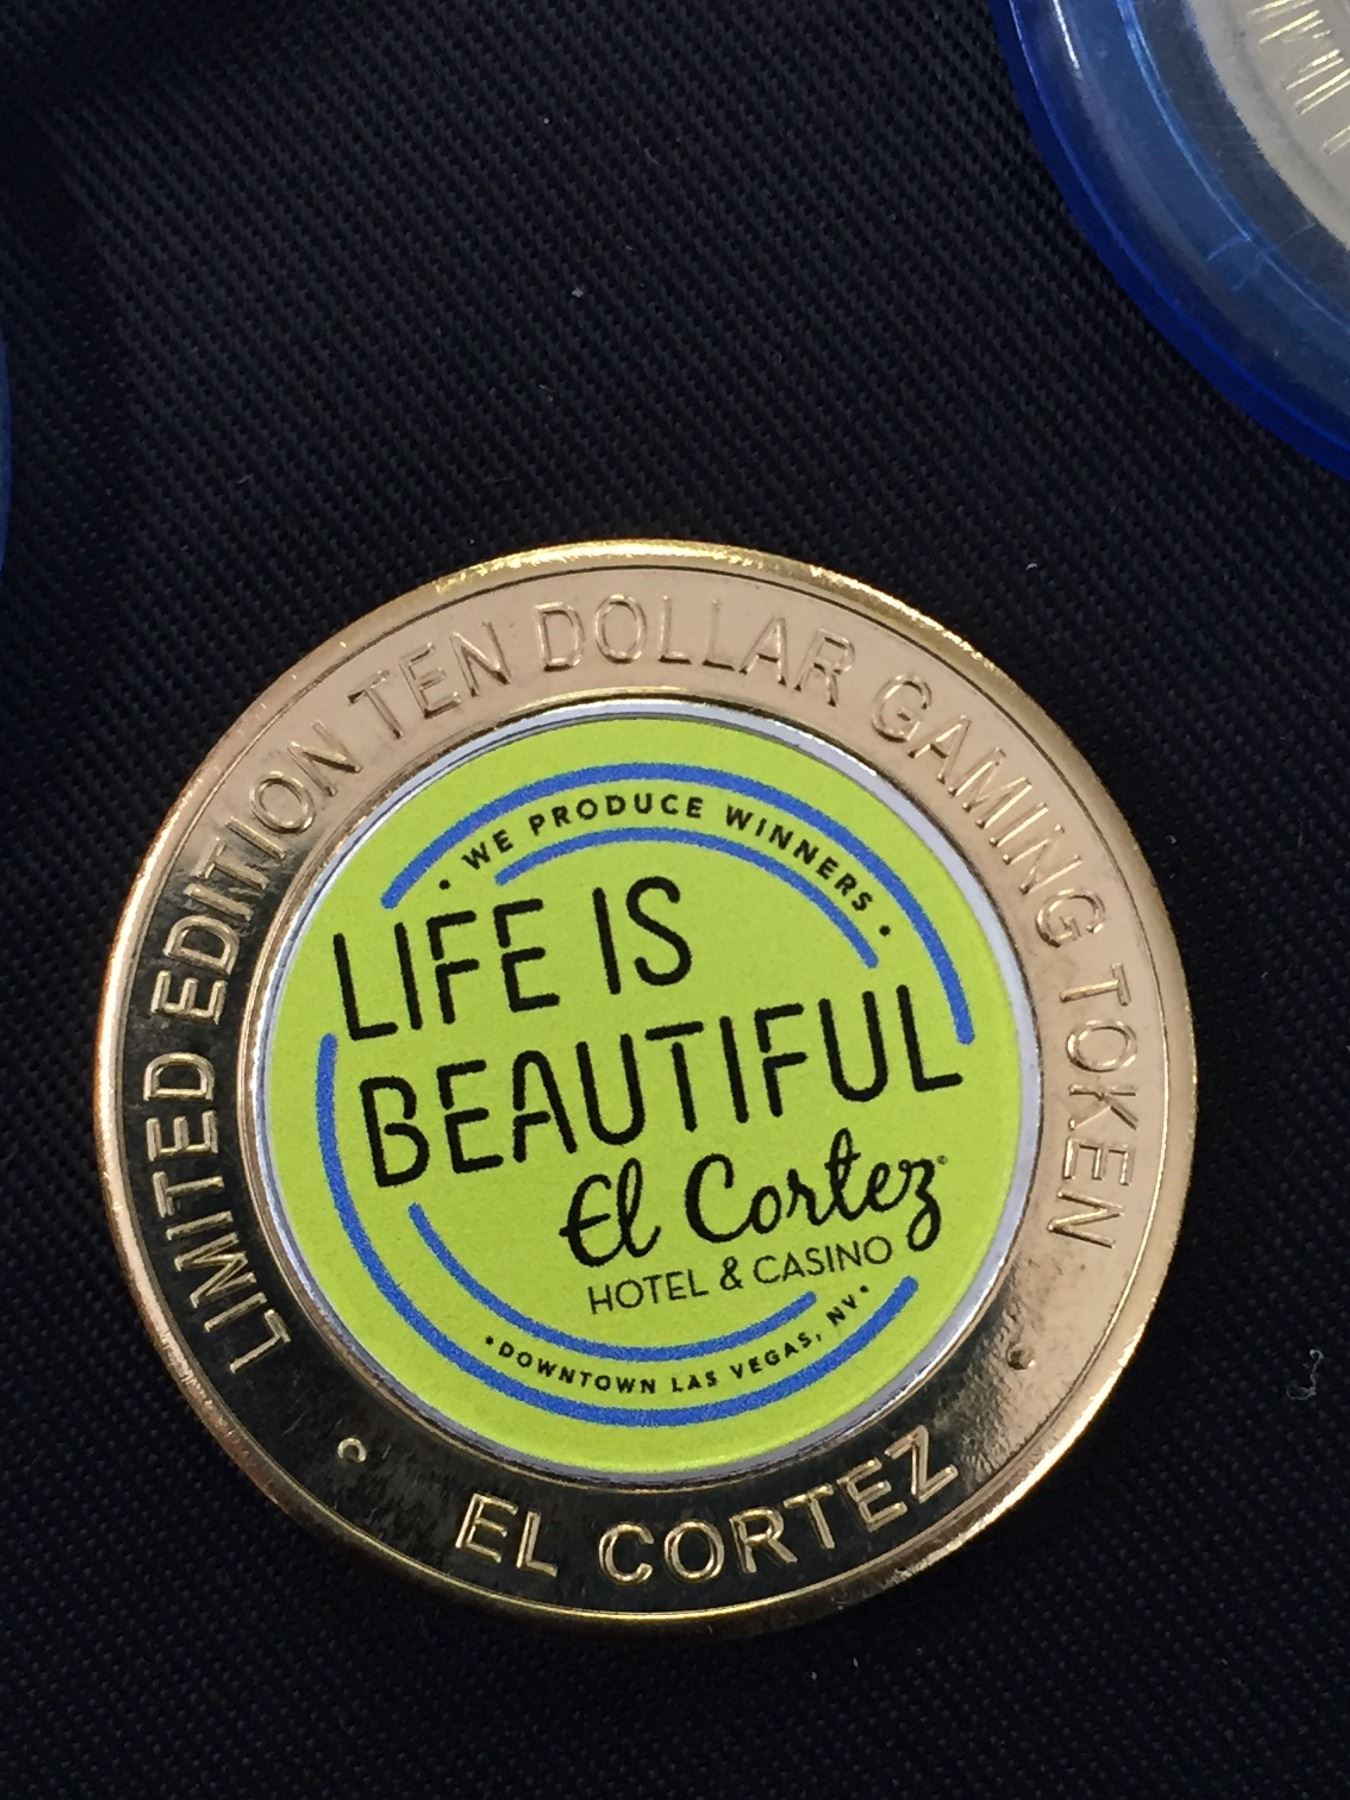 LIMITED EDITION TEN DOLLAR GAMING TOKEN
• WE PRODUCE WINNERS •
LIFE IS
BEAUTIFUL
El Cortez®
HOTEL & CASINO
• DOWNTOWN LAS VEGAS, NV •
• EL CORTEZ •